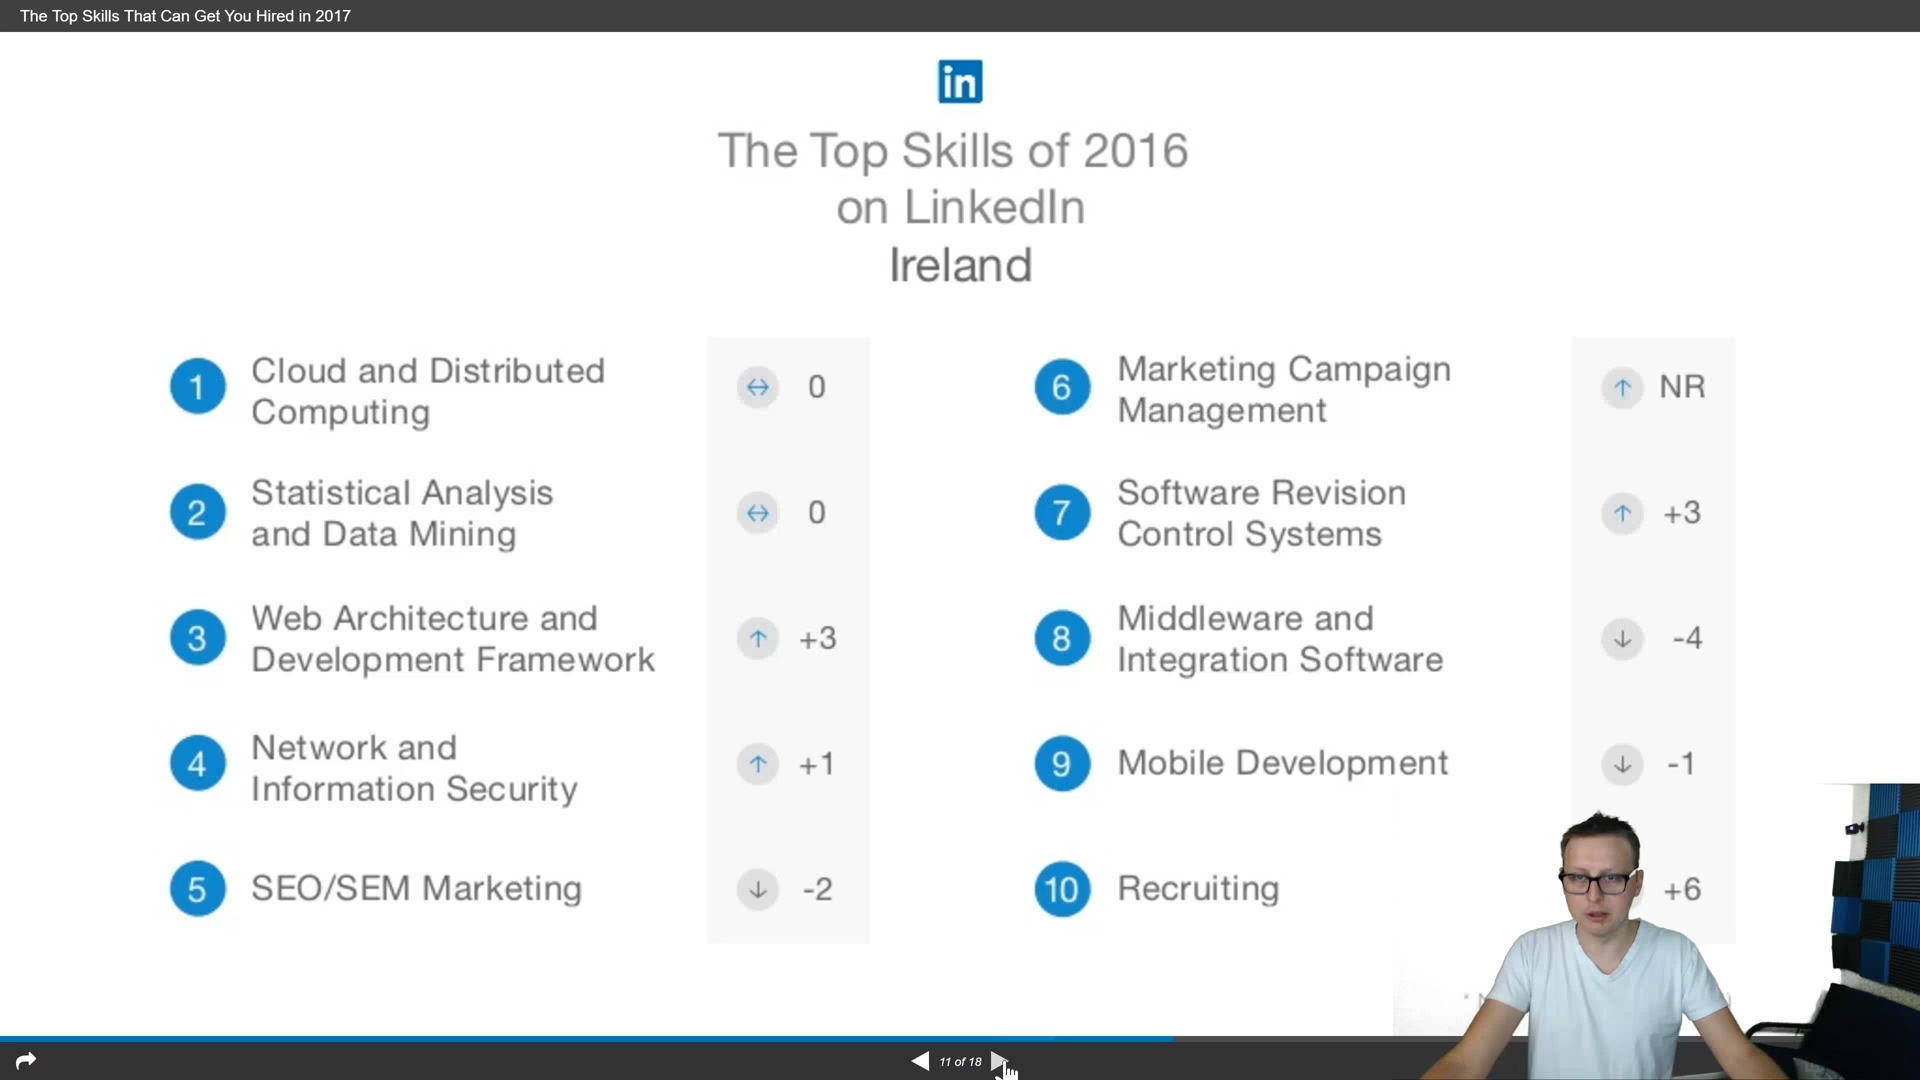 The Top Skills That Can Get You Hired in 2017
in
The Top Skills of 2016
on LinkedIn
Ireland
1 Cloud and Distributed
Computing
0
2 Statistical Analysis
and Data Mining
0
3 Web Architecture and
Development Framework
+3
4 Network and
Information Security
+1
5 SEO/SEM Marketing
-2
6 Marketing Campaign
Management
NR
7 Software Revision
Control Systems
+3
8 Middleware and
Integration Software
-4
9 Mobile Development
-1
10 Recruiting
+6
11 of 18